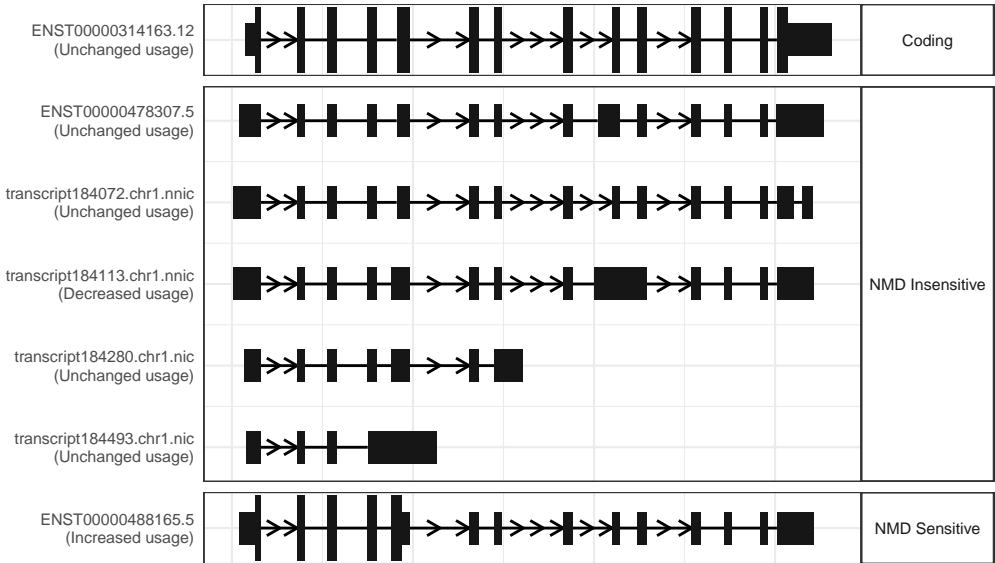 ENST00000314163.12
(Unchanged usage)
Coding
ENST00000478307.5
(Unchanged usage)
transcript184072.chr1.nnic
(Unchanged usage)
transcript184113.chr1.nnic
(Decreased usage)
NMD Insensitive
transcript184280.chr1.nic
(Unchanged usage)
transcript184493.chr1.nic
(Unchanged usage)
ENST00000488165.5
(Increased usage)
NMD Sensitive